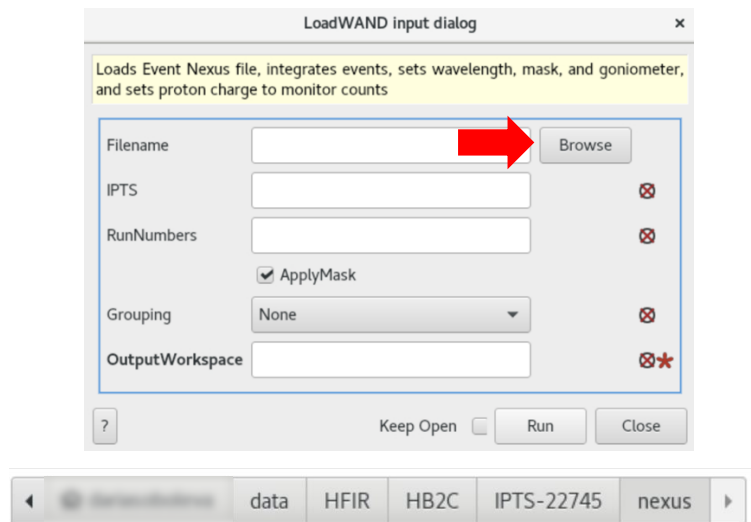 LoadWAND input dialog ×
Loads Event Nexus file, integrates events, sets wavelength, mask, and goniometer,
and sets proton charge to monitor counts
Filename Browse
IPTS
RunNumbers
ApplyMask
Grouping None
OutputWorkspace *
? Keep Open Run Close
data HFIR HB2C IPTS-22745 nexus